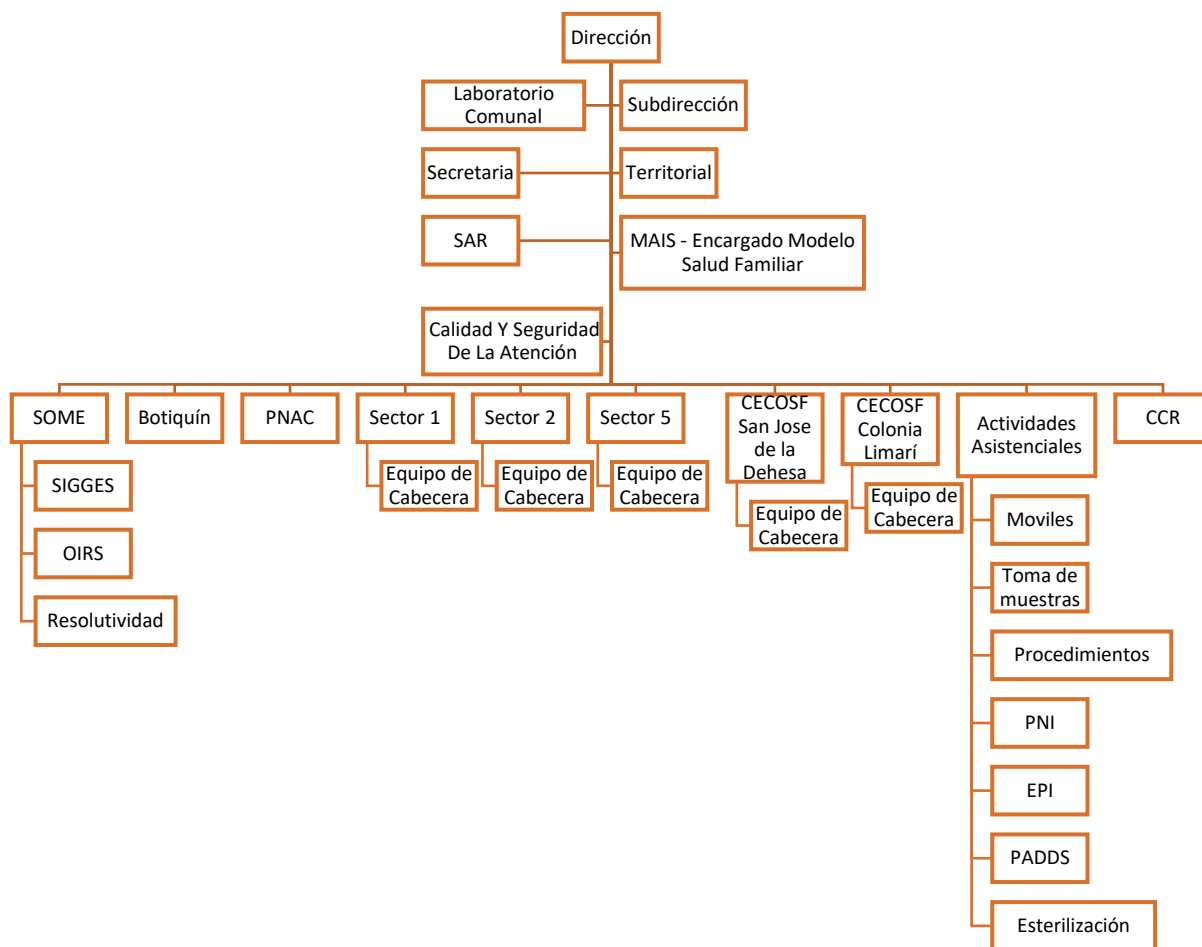 Dirección
Laboratorio
Comunal
Subdirección
Secretaria
Territorial
SAR
MAIS - Encargado Modelo
Salud Familiar
Calidad Y Seguridad
De La Atención
SOME
Botiquín
PNAC
Sector 1
Sector 2
Sector 5
CECOSF
San Jose
de la
Dehesa
CECOSF
Colonia
Limarí
Actividades
Asistenciales
CCR
SIGGES
OIRS
Resolutividad
Equipo de
Cabecera
Equipo de
Cabecera
Equipo de
Cabecera
Equipo de
Cabecera
Equipo de
Cabecera
Moviles
Toma de
muestras
Procedimientos
PNI
EPI
PADDS
Esterilización